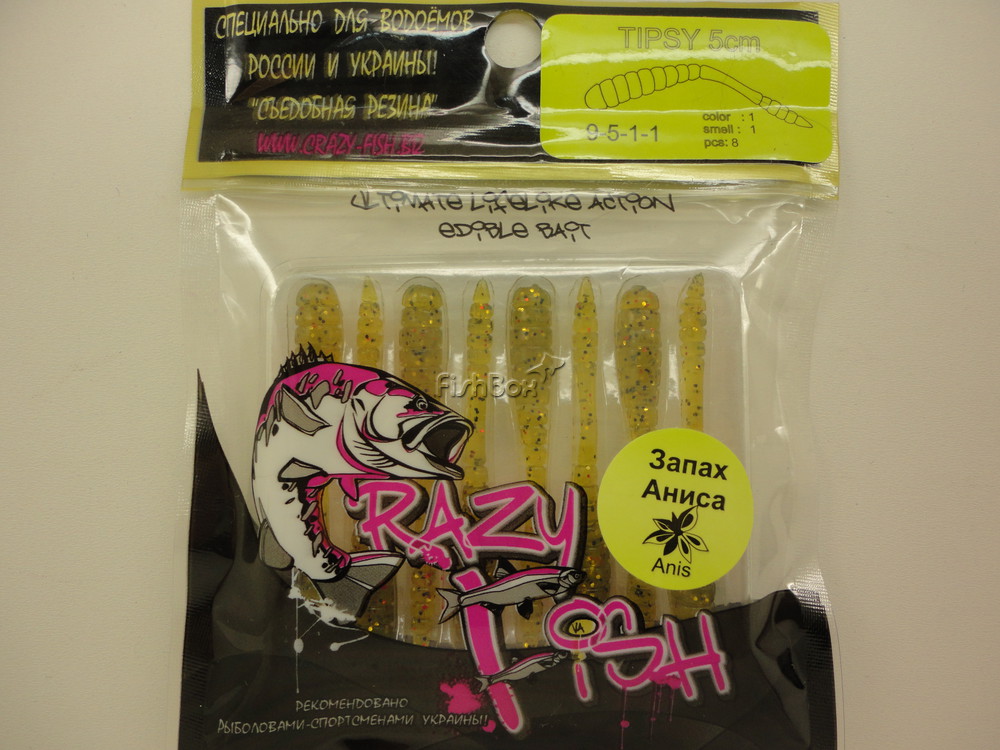 СПЕЦИАЛЬНО ДЛЯ ВОДОЁМОВ
РОССИИ И УКРАИНЫ!
"СЪЕДОБНАЯ РЕЗИНА"
WWW.CRAZY-FISH.BIZ
TIPSY 5cm
9-5-1-1
color : 1
smell : 1
pcs: 8
ULTIMATE LIFELIKE ACTION
EDIBLE BAIT
FishBox
Запах
Аниса
Anis
CRAZY
FISH
РЕКОМЕНДОВАНО
РЫБОЛОВАМИ-СПОРТСМЕНАМИ УКРАИНЫ!